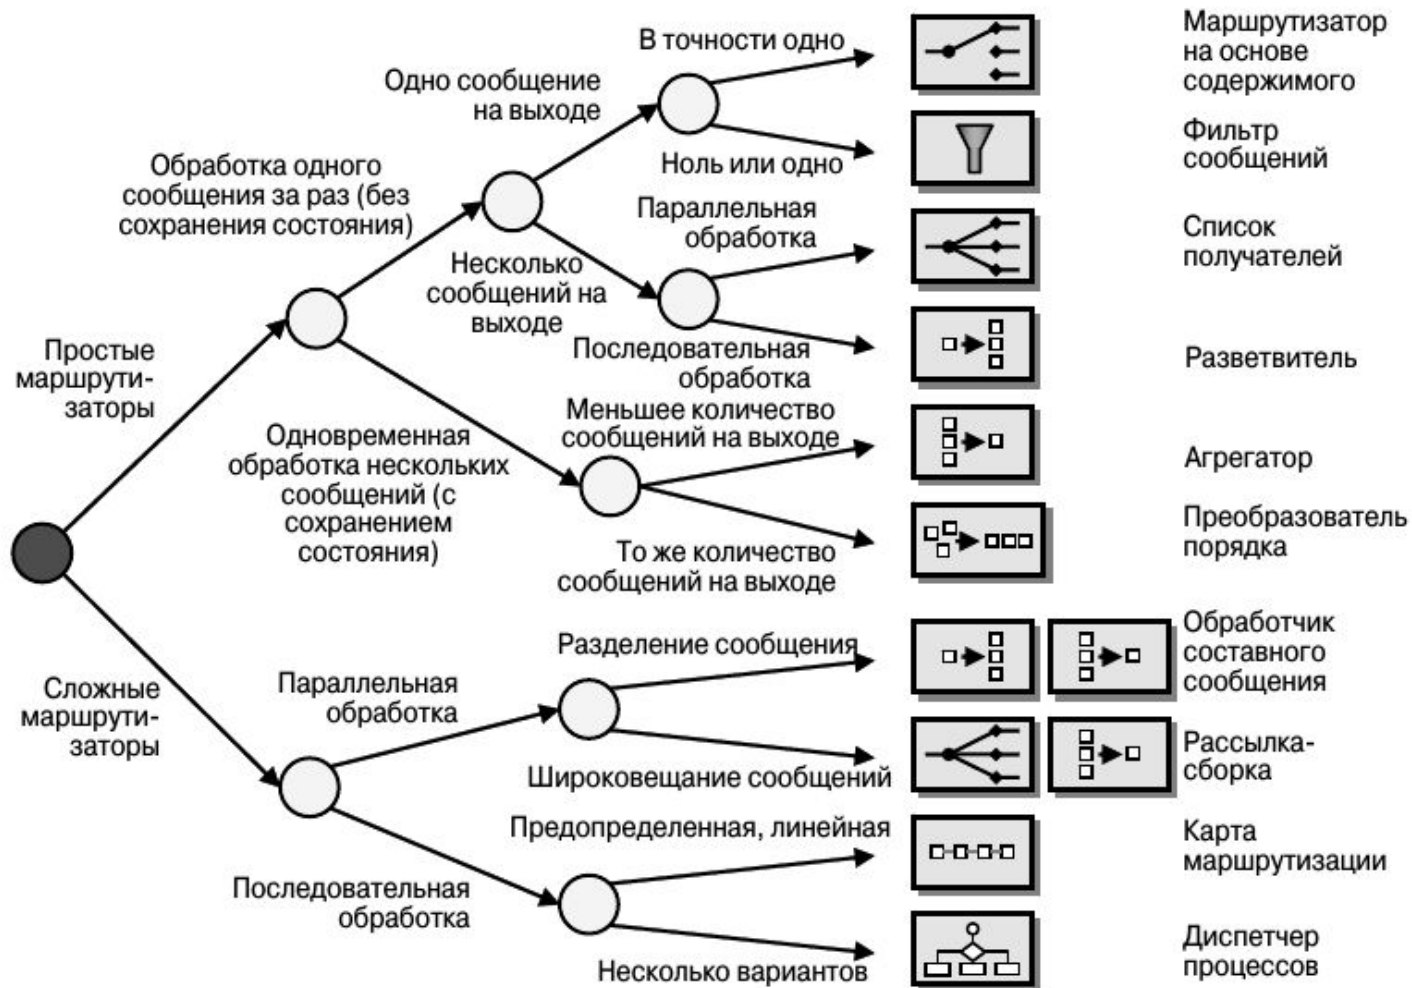 В точности одно
Маршрутизатор
на основе
содержимого
Одно сообщение
на выходе
Ноль или одно
Фильтр
сообщений
Обработка одного
сообщения за раз (без
сохранения состояния)
Параллельная
обработка
Список
получателей
Несколько
сообщений на
выходе
Последовательная
обработка
Разветвитель
Простые
маршрути-
заторы
Меньшее количество
сообщений на выходе
Агрегатор
Одновременная
обработка нескольких
сообщений (с
сохранением
состояния)
То же количество
сообщений на выходе
Преобразователь
порядка
Разделение сообщения
Обработчик
составного
сообщения
Сложные
маршрути-
заторы
Параллельная
обработка
Широковещание сообщений
Рассылка-
сборка
Предопределенная, линейная
Карта
маршрутизации
Последовательная
обработка
Несколько вариантов
Диспетчер
процессов